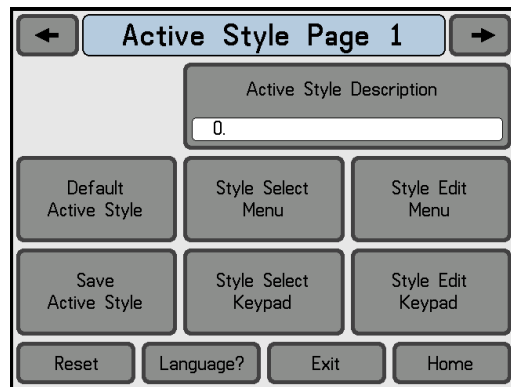 Active Style Page 1
Active Style Description
0.
Default
Active Style
Style Select
Menu
Style Edit
Menu
Save
Active Style
Style Select
Keypad
Style Edit
Keypad
Reset
Language?
Exit
Home